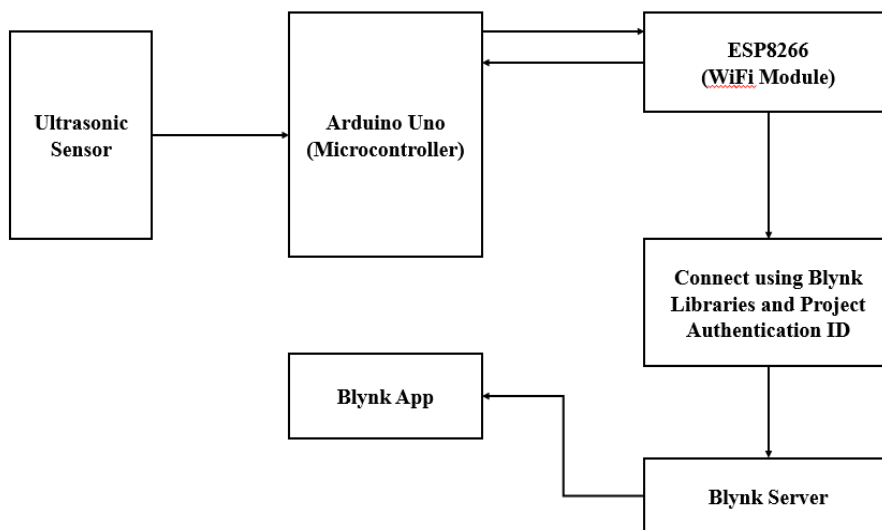 Ultrasonic
Sensor
Arduino Uno
(Microcontroller)
ESP8266
(WiFi Module)
Connect using Blynk
Libraries and Project
Authentication ID
Blynk App
Blynk Server